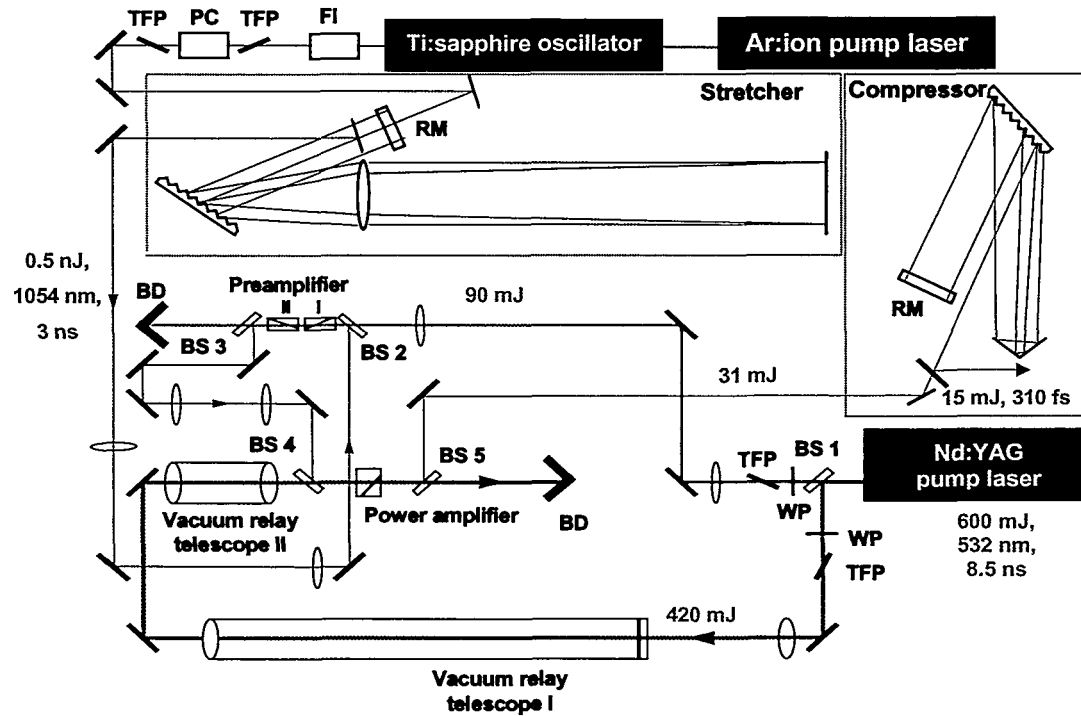 TFP
PC
TFP
FI
Ti:sapphire oscillator
Ar:ion pump laser
Stretcher
Compressor
RM
RM
0.5 nJ,
1054 nm,
3 ns
BD
Preamplifier
II
I
90 mJ
BS 3
BS 2
31 mJ
15 mJ, 310 fs
BS 4
BS 5
TFP
BS 1
Nd:YAG
pump laser
WP
Vacuum relay
telescope II
Power amplifier
BD
600 mJ,
532 nm,
8.5 ns
WP
TFP
420 mJ
Vacuum relay
telescope I